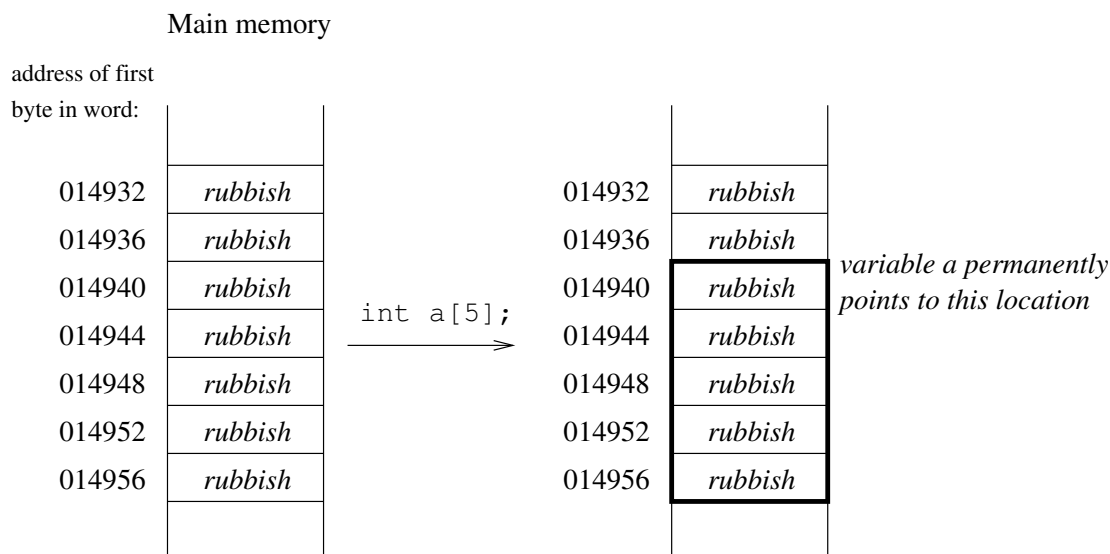 Main memory
address of first
byte in word:
014932 rubbish 014932 rubbish
014936 rubbish 014936 rubbish
variable a permanently
014940 rubbish 014940 rubbish
points to this location
int a[5];
014944 rubbish 014944 rubbish
014948 rubbish 014948 rubbish
014952 rubbish 014952 rubbish
014956 rubbish 014956 rubbish